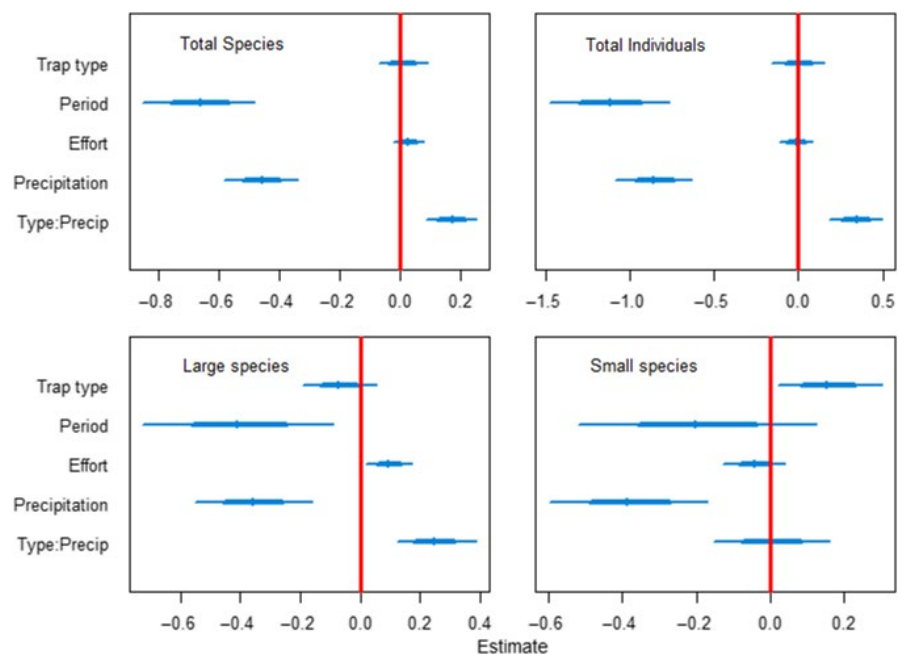 Total Species
Total Individuals
Trap type
Period
Effort
Precipitation
Type:Precip
−0.8 −0.6 −0.4 −0.2 0.0 0.2
−1.5 −1.0 −0.5 0.0 0.5
Large species
Small species
Trap type
Period
Effort
Precipitation
Type:Precip
−0.6 −0.4 −0.2 0.0 0.2 0.4
−0.6 −0.4 −0.2 0.0 0.2
Estimate